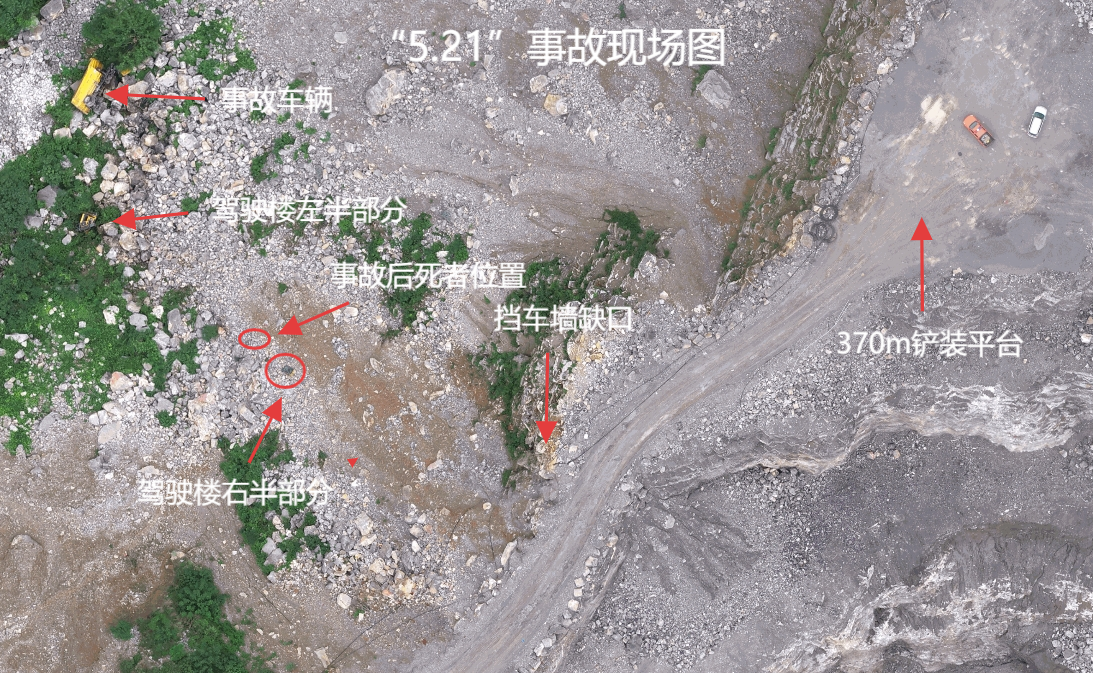 “5.21”事故现场图
事故车辆
驾驶楼左半部分
事故后死者位置
挡车墙缺口
370m铲装平台
驾驶楼右半部分